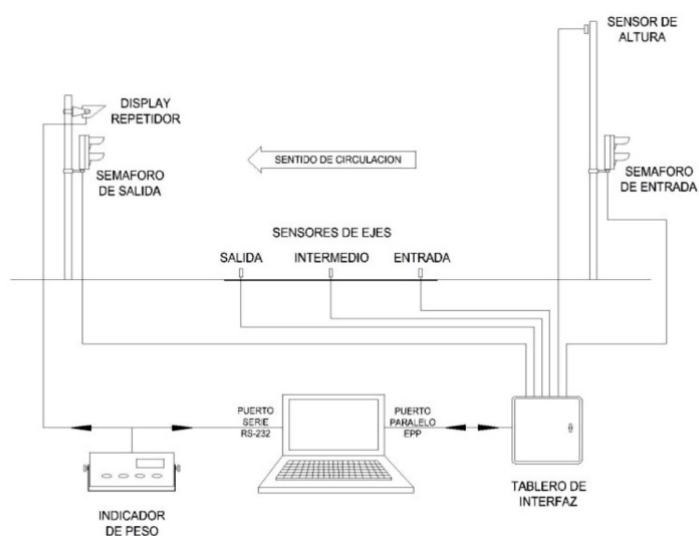 SENSOR DE
ALTURA
DISPLAY
REPETIDOR
SENTIDO DE CIRCULACION
SEMAFORO
DE SALIDA
SEMAFORO
DE ENTRADA
SENSORES DE EJES
SALIDA INTERMEDIO ENTRADA
PUERTO
SERIE
RS-232
PUERTO
PARALELO
EPP
TABLERO DE
INTERFAZ
INDICADOR
DE PESO